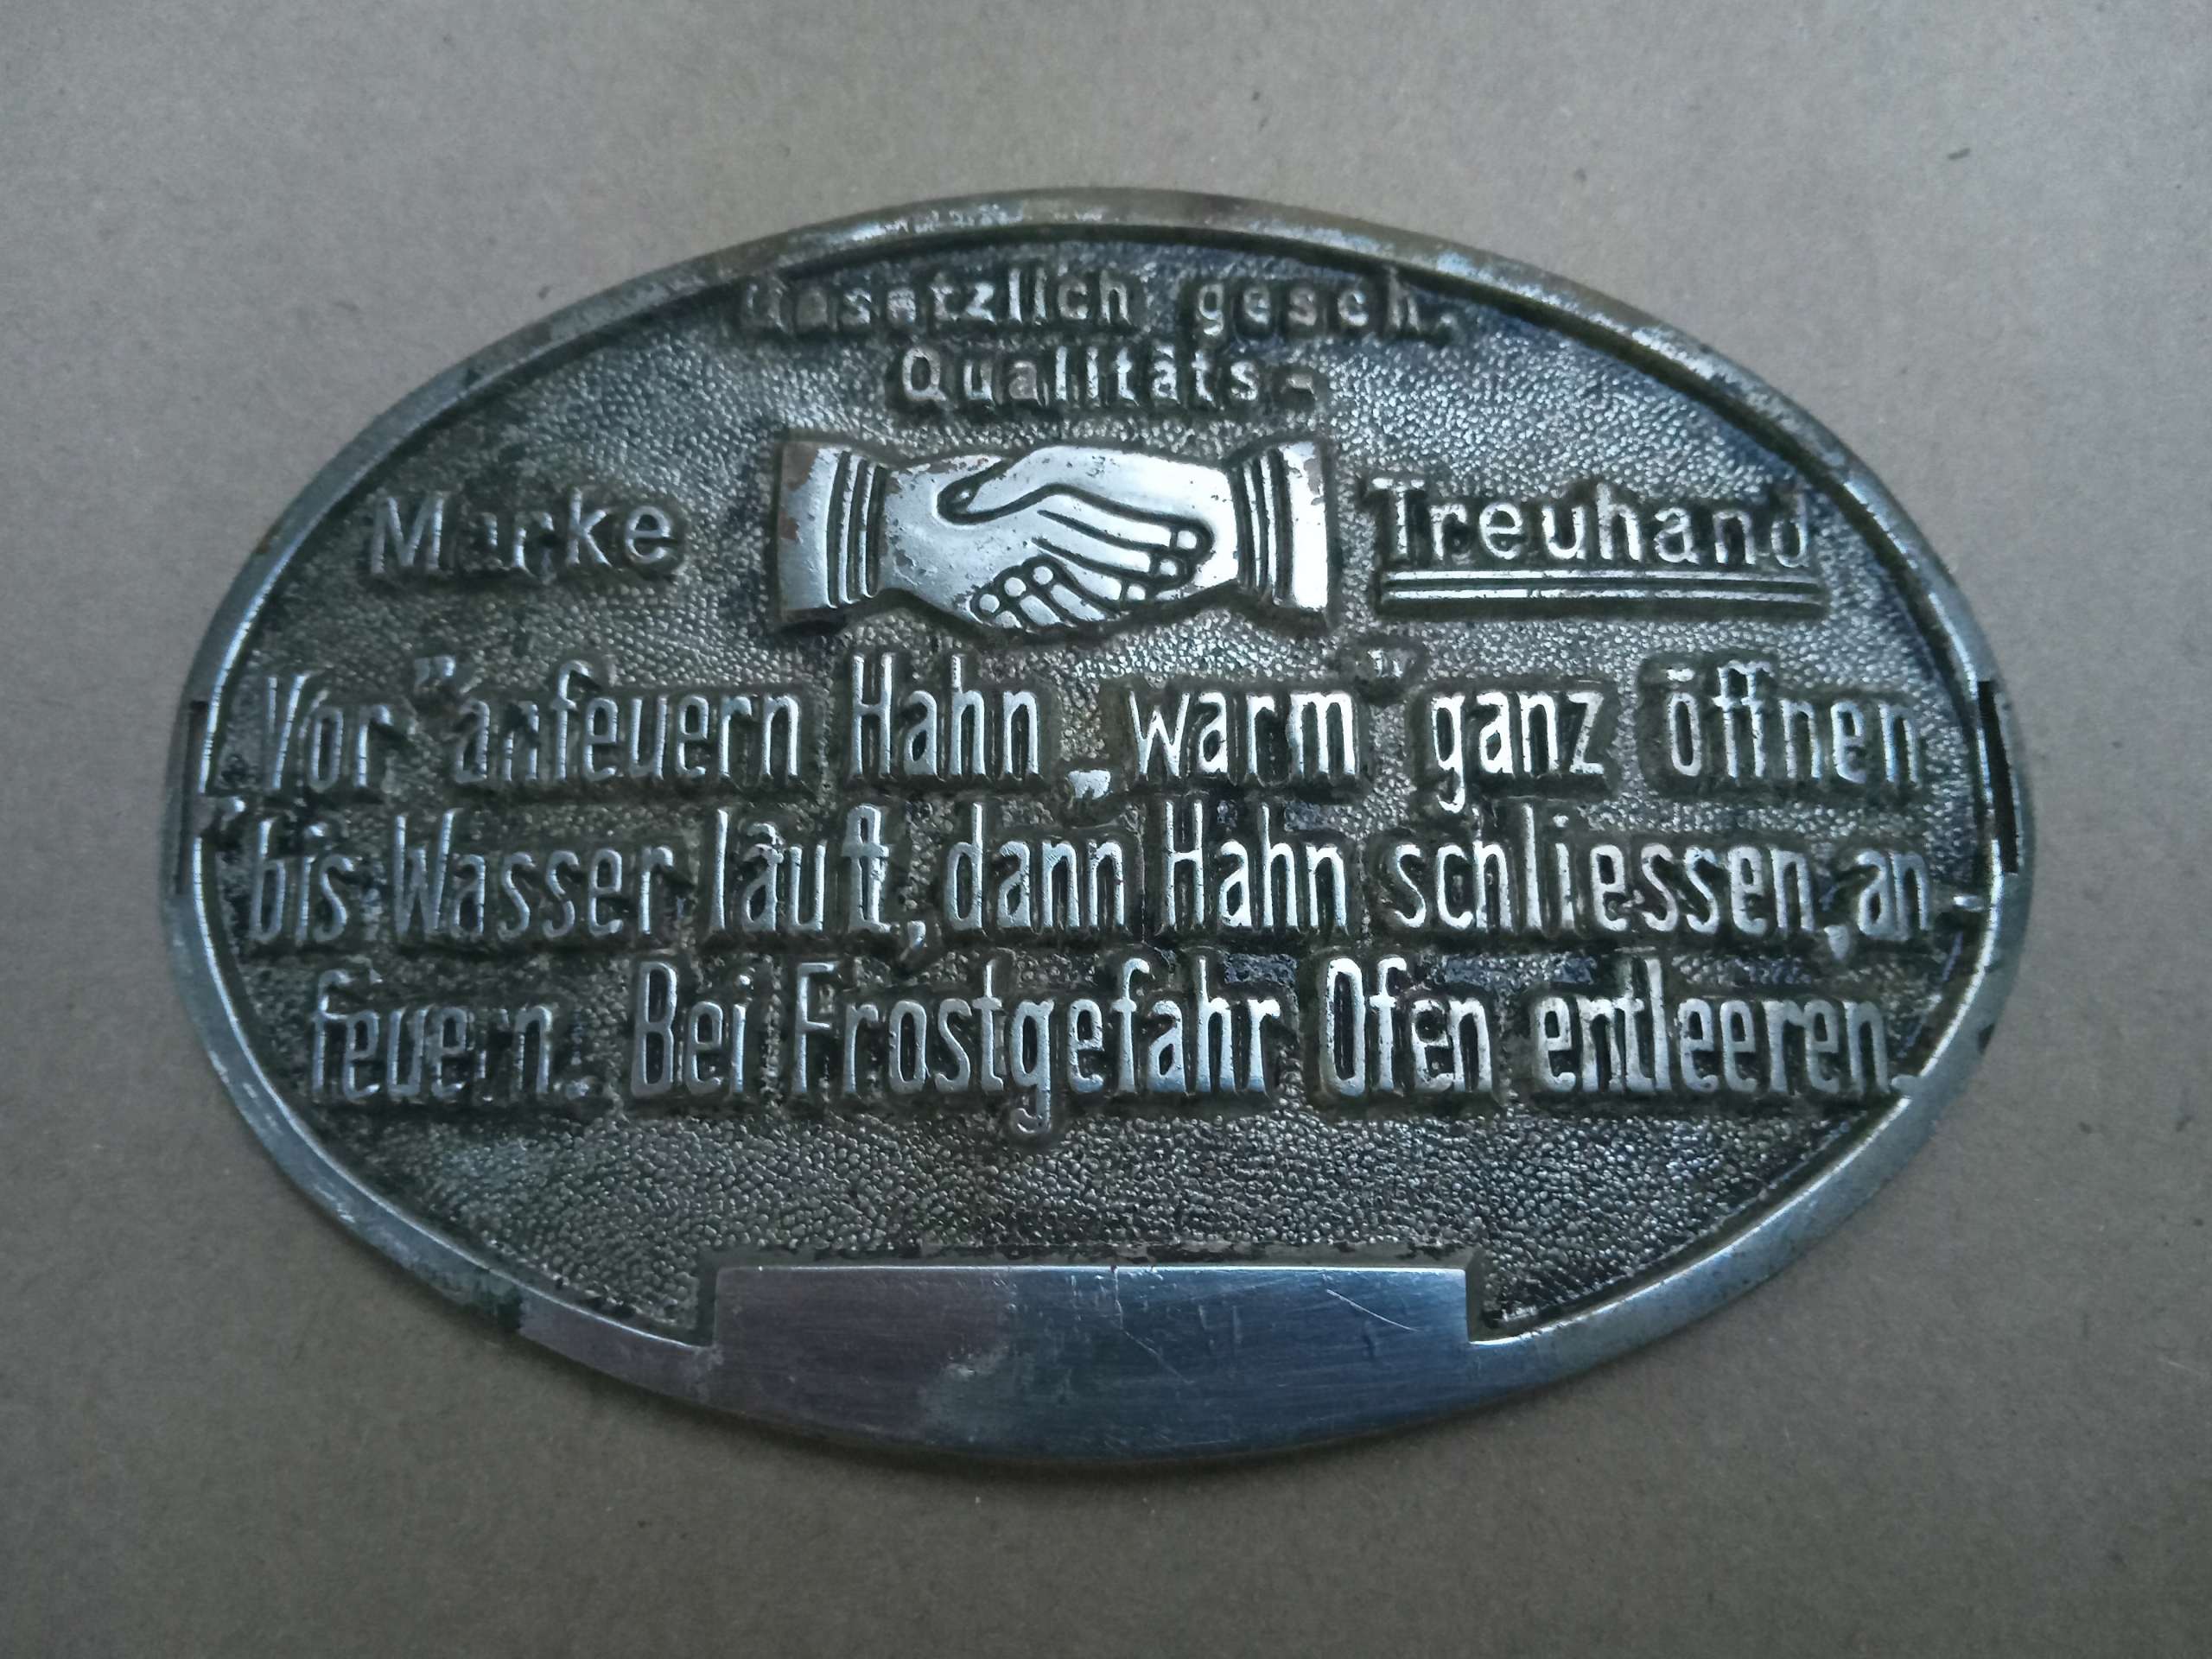 Gesetzlich gesch.
Qualitäts-
Marke Treuhand
Vor "anfeuern Hahn „warm" ganz öffnen
bis Wasser läuft, dann Hahn schliessen, an-
feuern. Bei Frostgefahr Ofen entleeren.